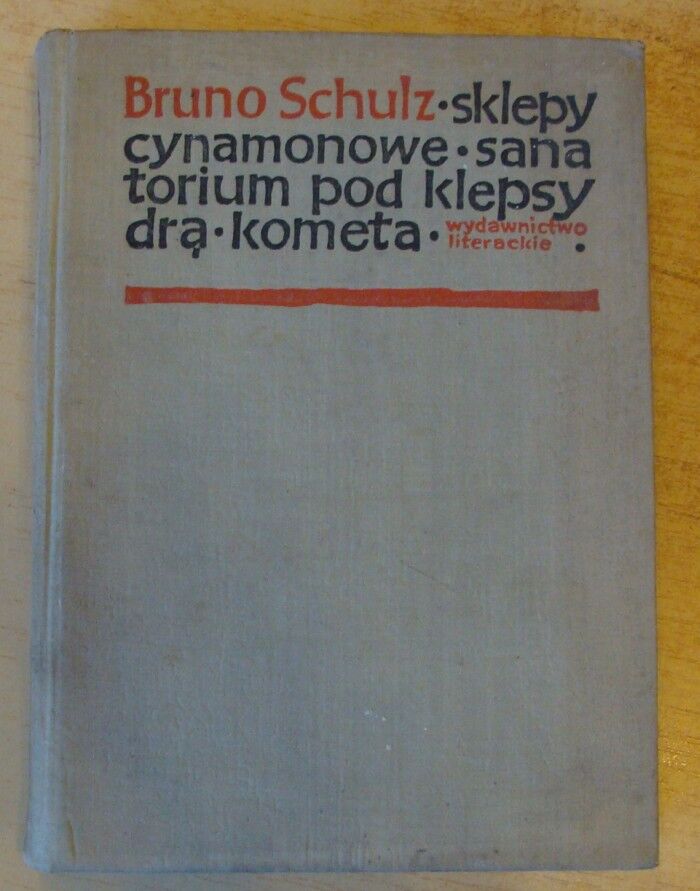 Bruno Schulz·sklepy
cynamonowe·sana
torium pod klepsy
drą·kometa·wydawnictwo
literackie.